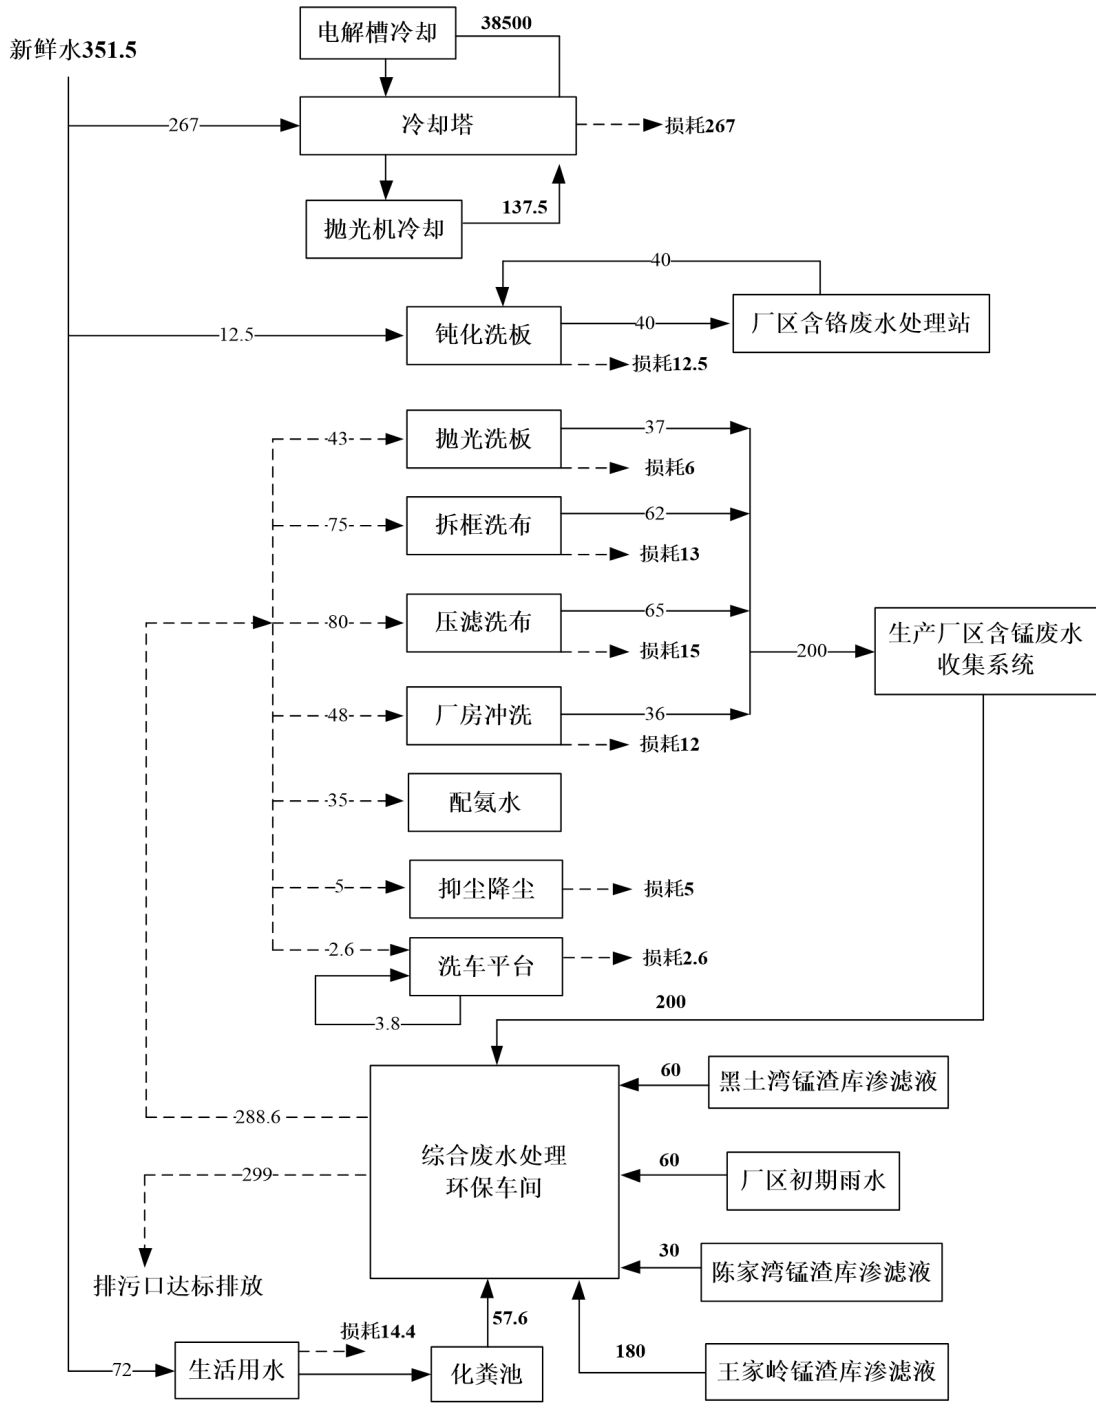 电解槽冷却
38500
新鲜水351.5
267
冷却塔
损耗267
抛光机冷却
137.5
40
12.5
钝化洗板
40
厂区含铬废水处理站
损耗12.5
43
抛光洗板
37
损耗6
75
拆框洗布
62
损耗13
80
压滤洗布
65
损耗15
200
生产厂区含锰废水
收集系统
48
厂房冲洗
36
损耗12
35
配氨水
5
抑尘降尘
损耗5
2.6
洗车平台
损耗2.6
3.8
200
60
黑土湾锰渣库渗滤液
288.6
综合废水处理
环保车间
299
60
厂区初期雨水
30
陈家湾锰渣库渗滤液
排污口达标排放
57.6
损耗14.4
180
72
生活用水
化粪池
王家岭锰渣库渗滤液